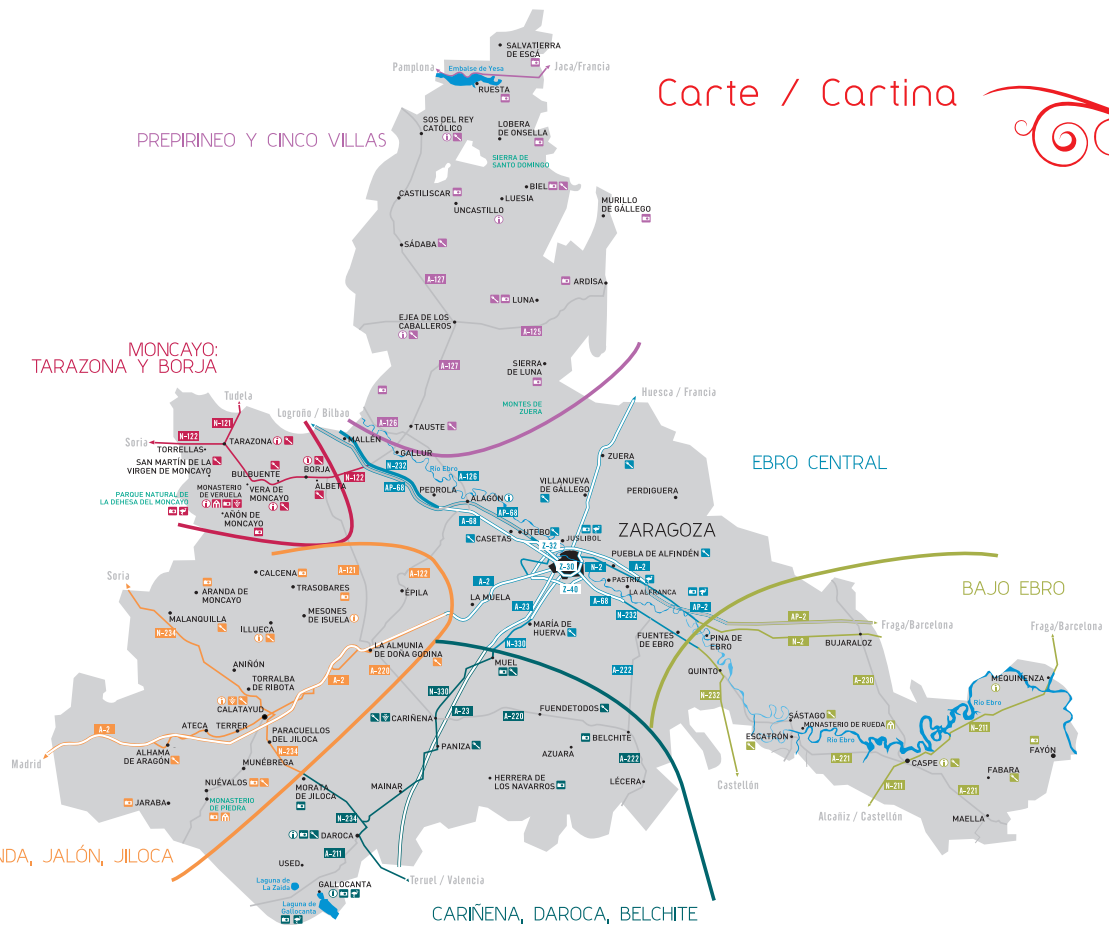 Carte / Cartina
SALVATIERRA
DE ESCÁ
Pamplona
Embalse de Yesa
Jaca/Francia
RUESTA
PREPIRINEO Y CINCO VILLAS
SOS DEL REY
CATÓLICO
LOBERA
DE ONSELLA
SIERRA DE
SANTO DOMINGO
CASTILISCAR
BIEL
LUESIA
UNCASTILLO
MURILLO
DE GÁLLEGO
SÁDABA
A-127
ARDISA
LUNA
EJEA DE LOS
CABALLEROS
A-125
A-127
SIERRA
DE LUNA
MONTES DE
ZUERA
A-126
TAUSTE
MONCAYO:
TARAZONA Y BORJA
Tudela
Logroño / Bilbao
Huesca / Francia
N-121
N-122
Soria
TARAZONA
TORRELLAS
SAN MARTÍN DE LA
VIRGEN DE MONCAYO
BULBUENTE
BORJA
N-122
MONASTERIO
DE VERUELA
VERA DE
MONCAYO
ALBETA
PARQUE NATURAL DE
LA DEHESA DEL MONCAYO
AÑÓN DE
MONCAYO
MALLÉN
GALLUR
N-232
Río Ebro
A-126
AP-68
PEDROLA
ALAGÓN
AP-68
A-68
ZUERA
VILLANUEVA
DE GÁLLEGO
PERDIGUERA
EBRO CENTRAL
CASETAS
UTEBO
JUSLIBOL
ZARAGOZA
Z-32
Z-30
Z-40
N-2
A-2
PUEBLA DE ALFINDÉN
PASTRIZ
LA ALFRANCA
A-68
N-232
AP-2
A-2
LA MUELA
A-23
MARÍA DE
HUERVA
N-330
FUENTES
DE EBRO
A-222
PINA DE
EBRO
QUINTO
N-232
BAJO EBRO
AP-2
N-2
BUJARALOZ
Fraga/Barcelona
Fraga/Barcelona
A-230
MEQUINENZA
Río Ebro
N-211
SÁSTAGO
MONASTERIO DE RUEDA
ESCATRÓN
Río Ebro
A-221
CASPE
FAYÓN
FABARA
N-211
A-221
MAELLA
Castellón
Alcañiz / Castellón
Soria
CALCENA
A-121
A-122
ARANDA DE
MONCAYO
TRASOBARES
ÉPILA
MALANQUILLA
MESONES
DE ISUELA
ILLUECA
N-234
LA ALMUNIA
DE DOÑA GODINA
A-220
ANIÑÓN
A-2
TORRALBA
DE RIBOTA
CALATAYUD
ATECA
TERRER
A-2
PARACUELLOS
DEL JILOCA
N-234
ALHAMA
DE ARAGÓN
Madrid
MUNÉBREGA
NUÉVALOS
MORATA
DE JILOCA
JARABA
MONASTERIO
DE PIEDRA
NDA, JALÓN, JILOCA
MUEL
N-330
A-23
CARIÑENA
A-220
FUENDETODOS
PANIZA
AZUARA
BELCHITE
A-222
MAINAR
HERRERA DE
LOS NAVARROS
LÉCERA
N-234
DAROCA
A-211
USED
Laguna de
La Zaida
GALLOCANTA
Laguna de
Gallocanta
Teruel / Valencia
CARIÑENA, DAROCA, BELCHITE